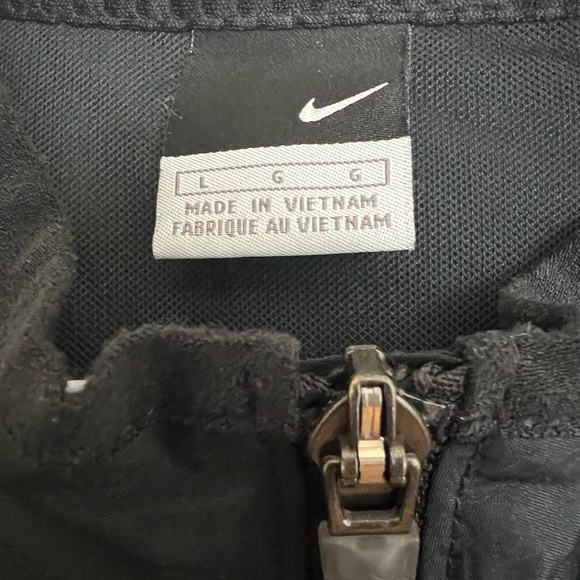 L G G
MADE IN VIETNAM
FABRIQUE AU VIETNAM